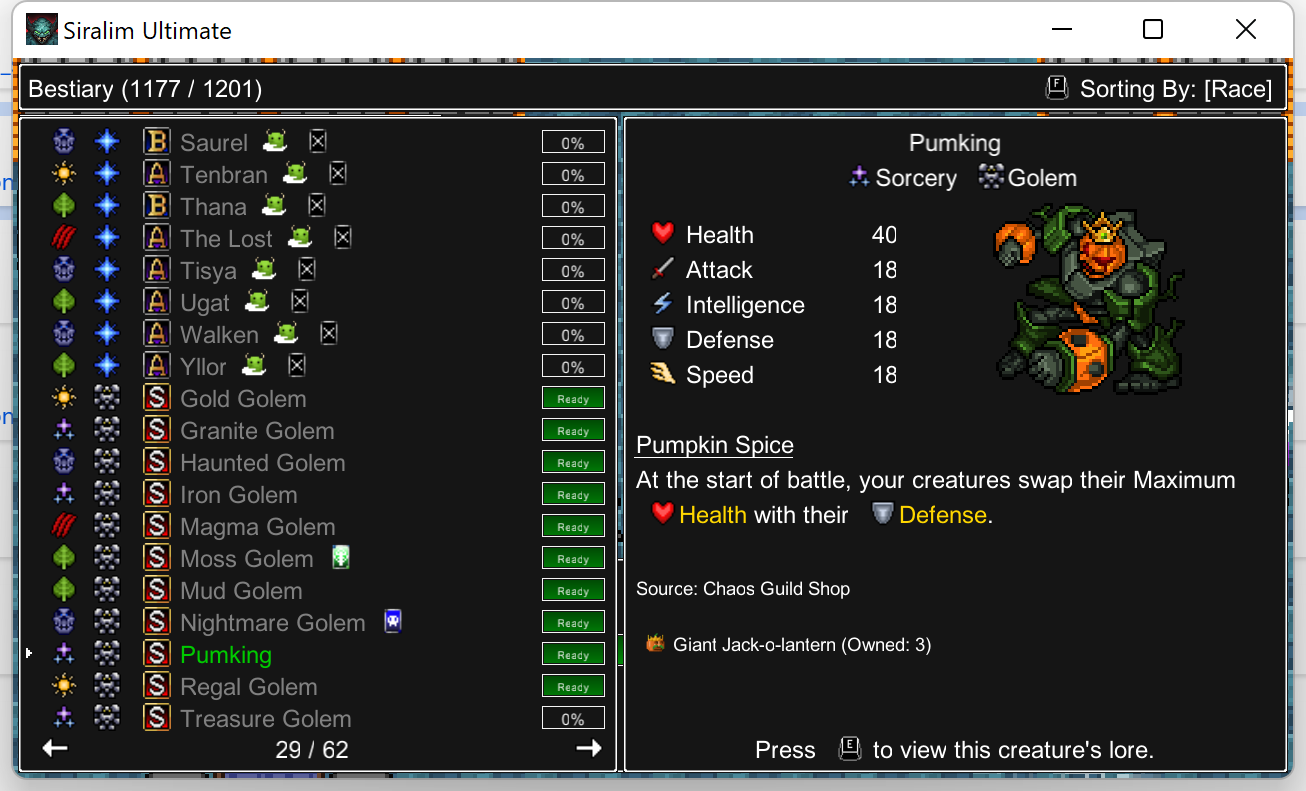 Siralim Ultimate
Bestiary (1177 / 1201)
F Sorting By: [Race]
B Saurel 0%
A Tenbran 0%
B Thana 0%
A The Lost 0%
A Tisya 0%
A Ugat 0%
A Walken 0%
A Yllor 0%
S Gold Golem Ready
S Granite Golem Ready
S Haunted Golem Ready
S Iron Golem Ready
S Magma Golem Ready
S Moss Golem Ready
S Mud Golem Ready
S Nightmare Golem Ready
S Pumking Ready
S Regal Golem Ready
S Treasure Golem 0%
29 / 62
Pumking
Sorcery Golem
Health 40
Attack 18
Intelligence 18
Defense 18
Speed 18
Pumpkin Spice
At the start of battle, your creatures swap their Maximum
Health with their Defense.
Source: Chaos Guild Shop
Giant Jack-o-lantern (Owned: 3)
Press E to view this creature's lore.